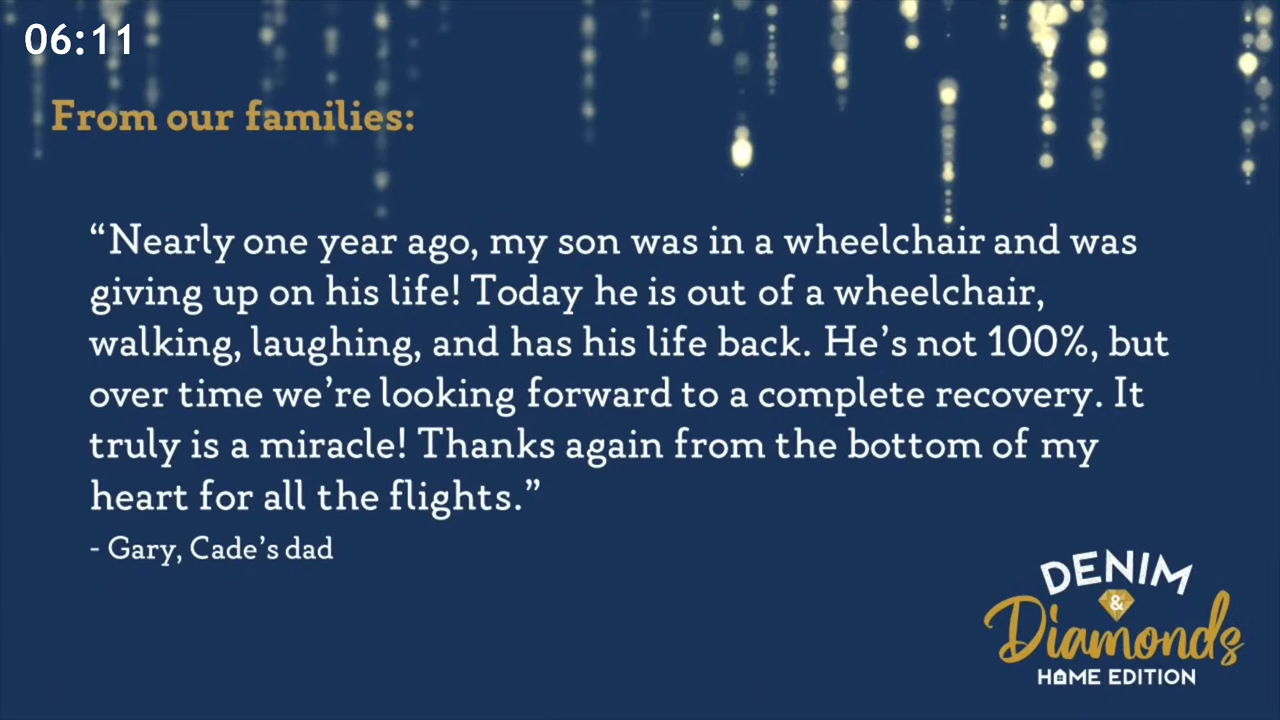 06:11
From our families:
“Nearly one year ago, my son was in a wheelchair and was
giving up on his life! Today he is out of a wheelchair,
walking, laughing, and has his life back. He’s not 100%, but
over time we’re looking forward to a complete recovery. It
truly is a miracle! Thanks again from the bottom of my
heart for all the flights.”
- Gary, Cade’s dad
DENIM
&
Diamonds
HOME EDITION